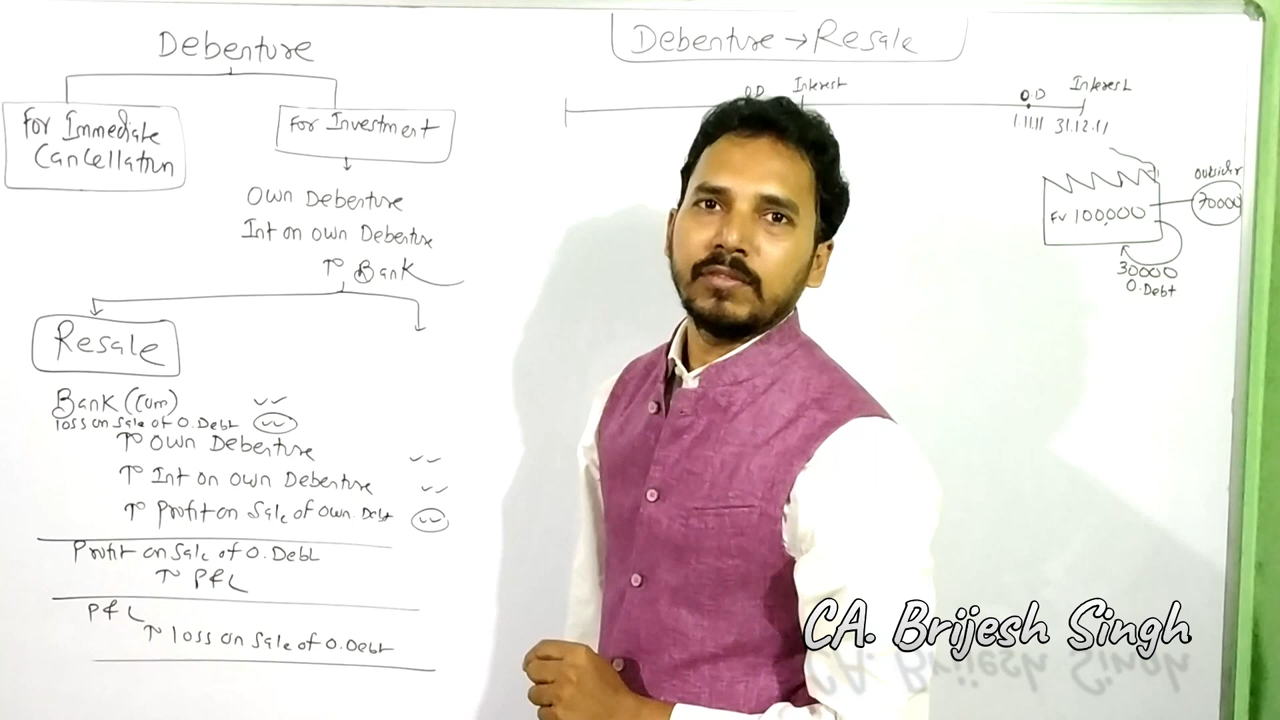 Debenture
For Immediate
Cancellation
For Investment
Own Debenture
Int on own Debenture
To Bank
Resale
Bank (Cum)
loss on Sale of O.Debt
To Own Debenture
To Int on own Debenture
To Profit on Sale of Own Debt
Profit on Sale of O.Debt
To P&L
P&L
To loss on Sale of O.Debt
Debenture → Resale
O.D
Interest
O.D
Interest
1.11.11
31.12.11
FV 100,000
outsider
70000
30000
O.Debt
CA. Brijesh Singh